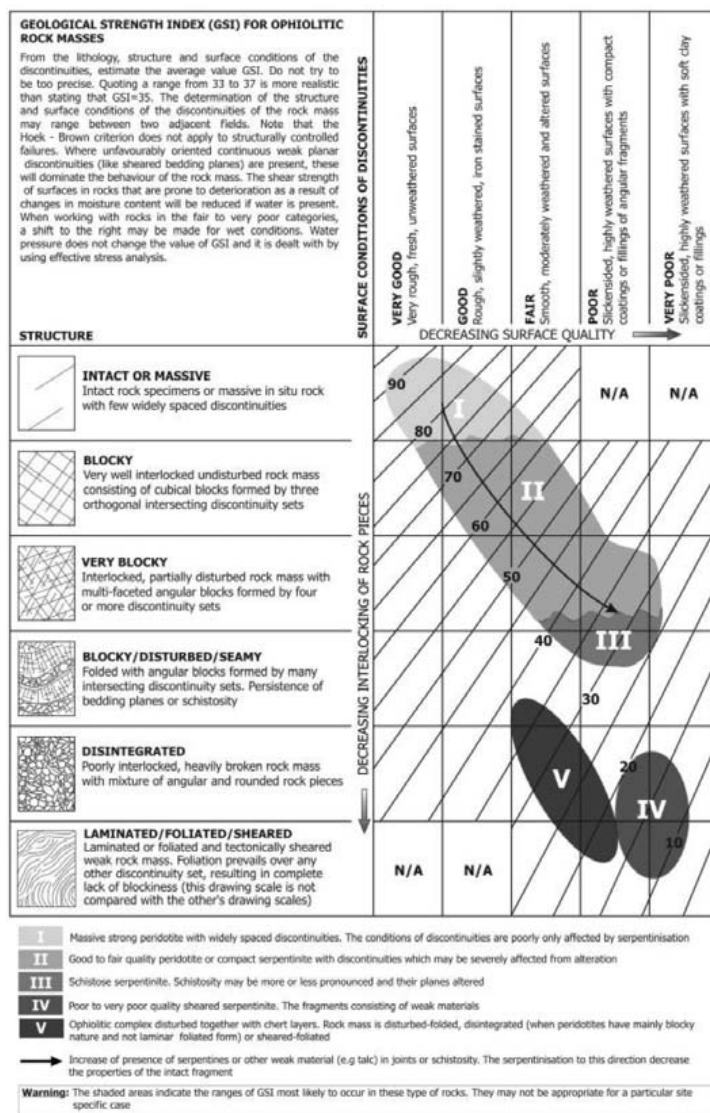 GEOLOGICAL STRENGTH INDEX (GSI) FOR OPHIOLITIC
ROCK MASSES
From the lithology, structure and surface conditions of the
discontinuities, estimate the average value GSI. Do not try to
be too precise. Quoting a range from 33 to 37 is more realistic
than stating that GSI=35. The determination of the structure
and surface conditions of the discontinuities of the rock mass
may range between two adjacent fields. Note that the
Hoek - Brown criterion does not apply to structurally controlled
failures. Where unfavourably oriented continuous weak planar
discontinuities (like sheared bedding planes) are present, these
will dominate the behaviour of the rock mass. The shear strength
of surfaces in rocks that are prone to deterioration as a result of
changes in moisture content will be reduced if water is present.
When working with rocks in the fair to very poor categories,
a shift to the right may be made for wet conditions. Water
pressure does not change the value of GSI and it is dealt with by
using effective stress analysis.
SURFACE CONDITIONS OF DISCONTINUITIES
VERY GOOD
Very rough, fresh, unweathered surfaces
GOOD
Rough, slightly weathered, iron stained surfaces
FAIR
Smooth, moderately weathered and altered surfaces
POOR
Slickensided, highly weathered surfaces with compact
coatings or fillings of angular fragments
VERY POOR
Slickensided, highly weathered surfaces with soft clay
coatings or fillings
STRUCTURE
DECREASING SURFACE QUALITY
DECREASING INTERLOCKING OF ROCK PIECES
INTACT OR MASSIVE
Intact rock specimens or massive in situ rock
with few widely spaced discontinuities
90
I
80
N/A
N/A
BLOCKY
Very well interlocked undisturbed rock mass
consisting of cubical blocks formed by three
orthogonal intersecting discontinuity sets
70
II
60
VERY BLOCKY
Interlocked, partially disturbed rock mass with
multi-faceted angular blocks formed by four
or more discontinuity sets
50
BLOCKY/DISTURBED/SEAMY
Folded with angular blocks formed by many
intersecting discontinuity sets. Persistence of
bedding planes or schistosity
40
III
30
DISINTEGRATED
Poorly interlocked, heavily broken rock mass
with mixture of angular and rounded rock pieces
V
20
IV
LAMINATED/FOLIATED/SHEARED
Laminated or foliated and tectonically sheared
weak rock mass. Foliation prevails over any
other discontinuity set, resulting in complete
lack of blockiness (this drawing scale is not
compared with the other's drawing scales)
N/A
N/A
10
I Massive strong peridotite with widely spaced discontinuities. The conditions of discontinuities are poorly only affected by serpentinisation
II Good to fair quality peridotite or compact serpentinite with discontinuities which may be severely affected from alteration
III Schistose serpentinite. Schistosity may be more or less pronounced and their planes altered
IV Poor to very poor quality sheared serpentinite. The fragments consisting of weak materials
V Ophiolitic complex disturbed together with chert layers. Rock mass is disturbed-folded, disintegrated (when peridotites have mainly blocky
nature and not laminar foliated form) or sheared-foliated
Increase of presence of serpentines or other weak material (e.g talc) in joints or schistosity. The serpentinisation to this direction decrease
the properties of the intact fragment
Warning: The shaded areas indicate the ranges of GSI most likely to occur in these type of rocks. They may not be appropriate for a particular site
specific case